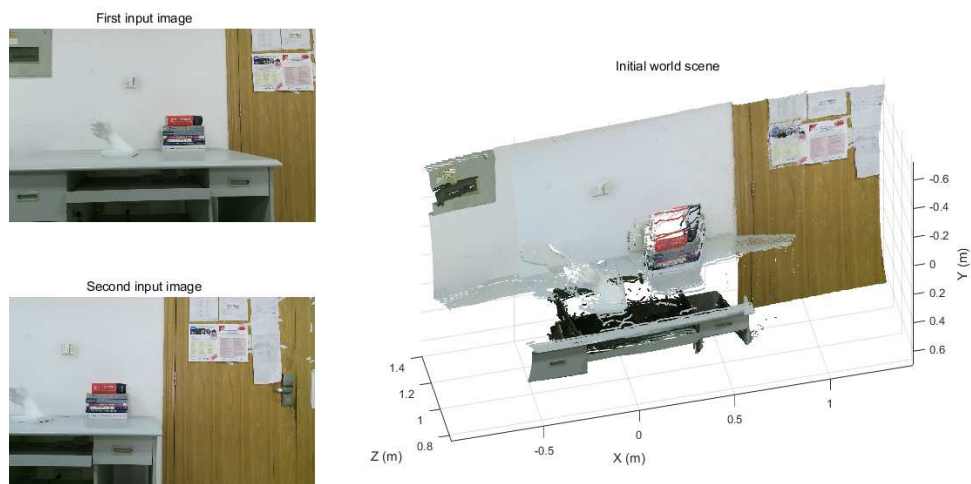 First input image
Second input image
Initial world scene
-0.6
-0.4
-0.2
0
0.2
0.4
0.6
Y (m)
1.4
1.2
1
0.8
Z (m)
-0.5
0
0.5
1
X (m)